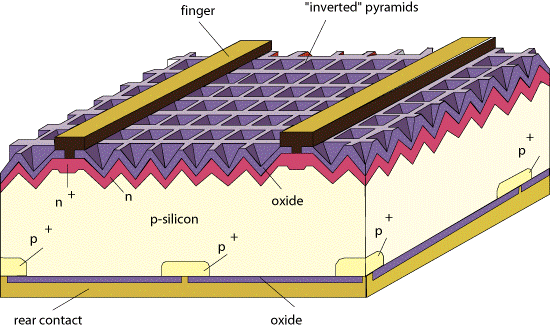 finger
"inverted" pyramids
p+
n+
n
oxide
p-silicon
p+
p+
p+
rear contact
oxide